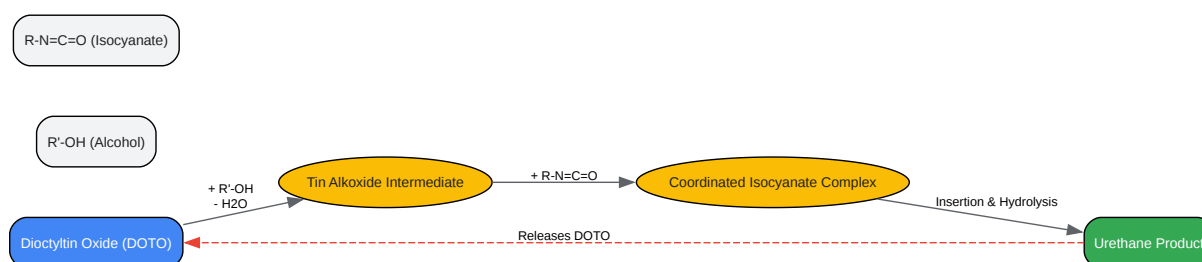 R-N=C=O (Isocyanate)
R'-OH (Alcohol)
+ R'-OH
- H2O
Tin Alkoxide Intermediate
+ R-N=C=O
Coordinated Isocyanate Complex
Insertion & Hydrolysis
Dioctyltin Oxide (DOTO)
Releases DOTO
Urethane Product